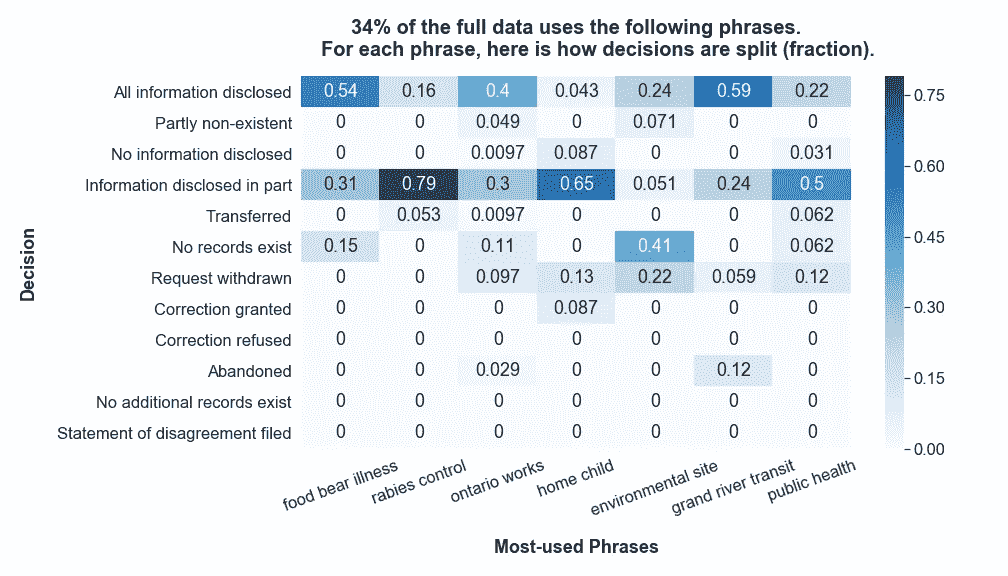 34% of the full data uses the following phrases.
For each phrase, here is how decisions are split (fraction).
Decision
All information disclosed 0.54 0.16 0.4 0.043 0.24 0.59 0.22
Partly non-existent 0 0 0.049 0 0.071 0 0
No information disclosed 0 0 0.0097 0.087 0 0 0.031
Information disclosed in part 0.31 0.79 0.3 0.65 0.051 0.24 0.5
Transferred 0 0.053 0.0097 0 0 0 0.062
No records exist 0.15 0 0.11 0 0.41 0 0.062
Request withdrawn 0 0 0.097 0.13 0.22 0.059 0.12
Correction granted 0 0 0 0.087 0 0 0
Correction refused 0 0 0 0 0 0 0
Abandoned 0 0 0.029 0 0 0.12 0
No additional records exist 0 0 0 0 0 0 0
Statement of disagreement filed 0 0 0 0 0 0 0
food bear illness rabies control ontario works home child environmental site grand river transit public health
Most-used Phrases
0.75
0.60
0.45
0.30
0.15
0.00